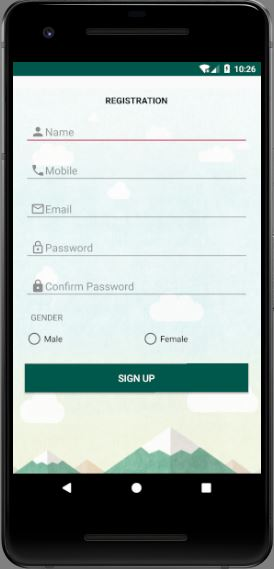 10:26
REGISTRATION
Name
Mobile
Email
Password
Confirm Password
GENDER
Male Female
SIGN UP